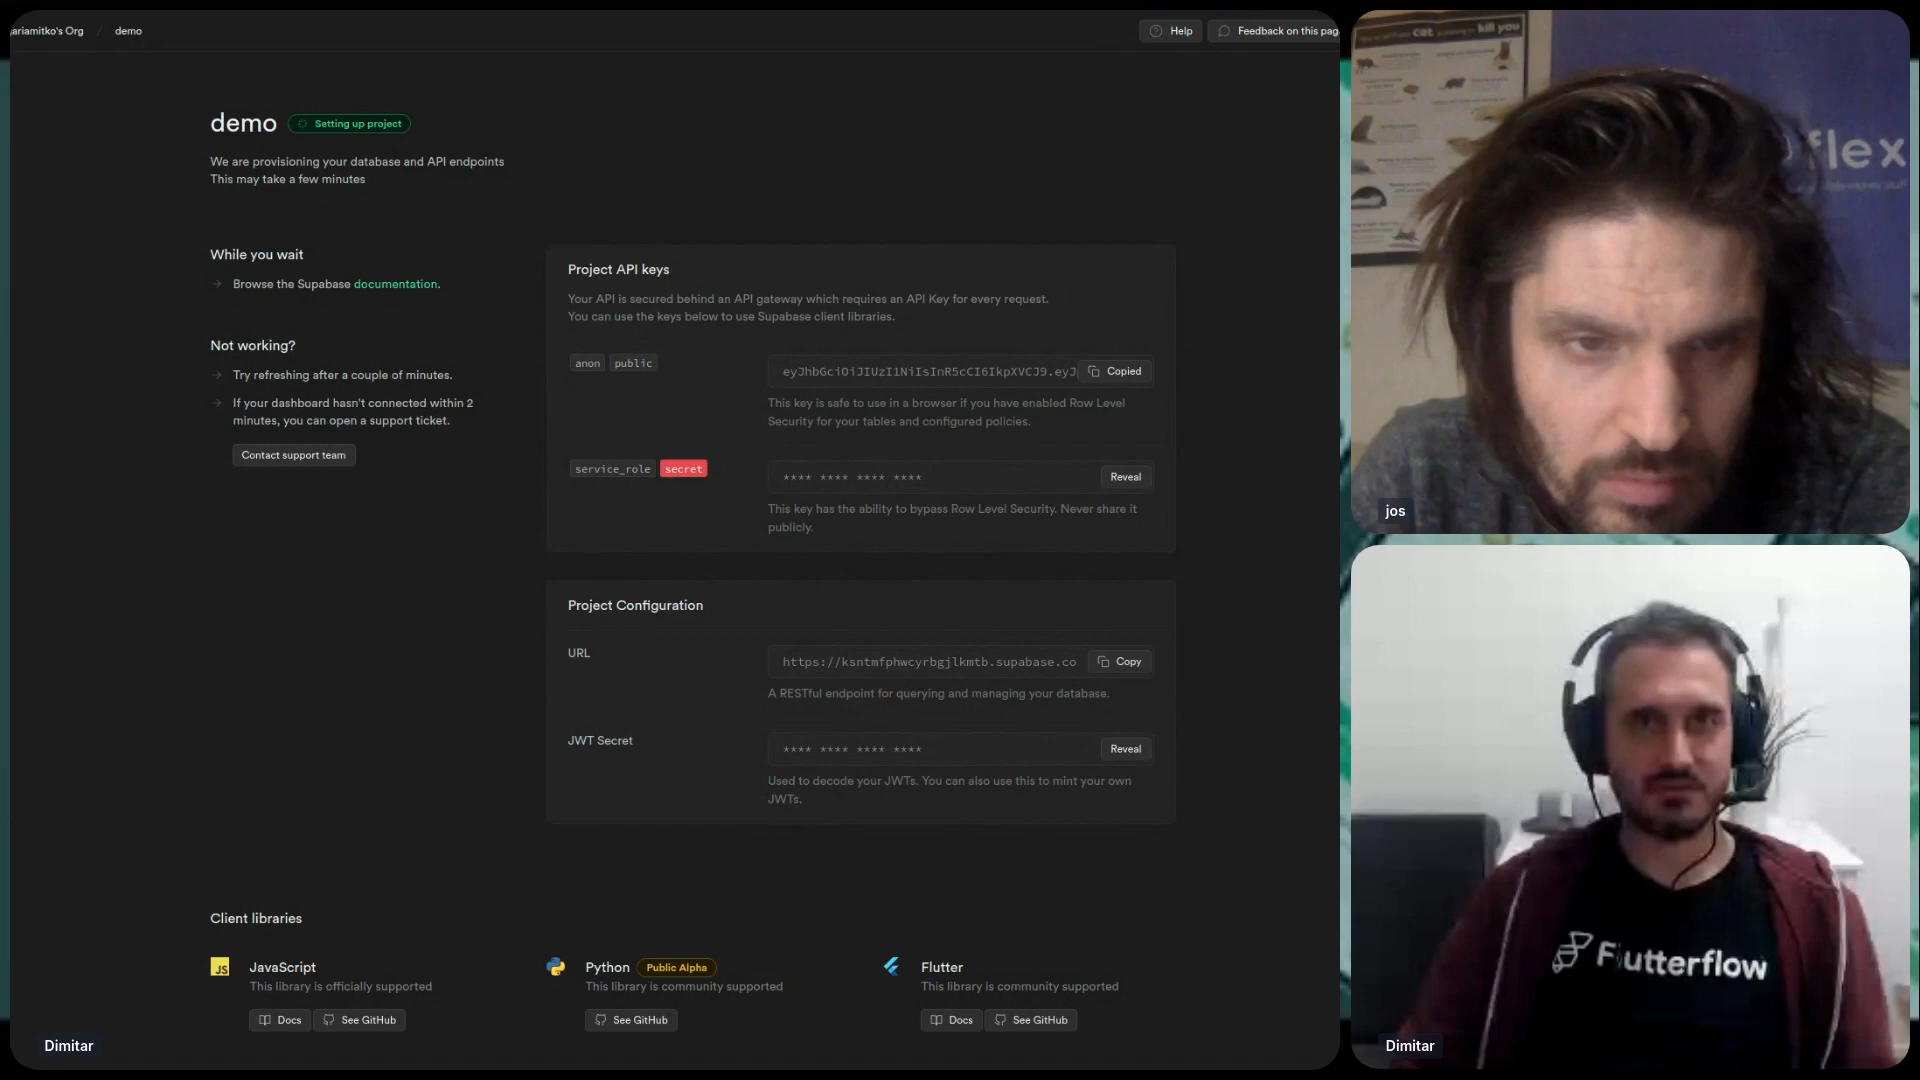 ariamitko's Org / demo
Help
Feedback on this pag
demo
Setting up project
We are provisioning your database and API endpoints
This may take a few minutes
While you wait
Browse the Supabase documentation.
Not working?
Try refreshing after a couple of minutes.
If your dashboard hasn't connected within 2
minutes, you can open a support ticket.
Contact support team
Project API keys
Your API is secured behind an API gateway which requires an API Key for every request.
You can use the keys below to use Supabase client libraries.
anon public
eyJhbGciOiJIUzI1NiIsInR5cCI6IkpXVCJ9.eyJ
Copied
This key is safe to use in a browser if you have enabled Row Level
Security for your tables and configured policies.
service_role secret
**** **** **** ****
Reveal
This key has the ability to bypass Row Level Security. Never share it
publicly.
Project Configuration
URL
https://ksntmfphwcyrbgjlkmtb.supabase.co
Copy
A RESTful endpoint for querying and managing your database.
JWT Secret
**** **** **** ****
Reveal
Used to decode your JWTs. You can also use this to mint your own
JWTs.
Client libraries
JS
JavaScript
This library is officially supported
Docs
See GitHub
Python
Public Alpha
This library is community supported
See GitHub
Flutter
This library is community supported
Docs
See GitHub
Dimitar
cat
kill you
flex
jos
Flutterflow
Dimitar